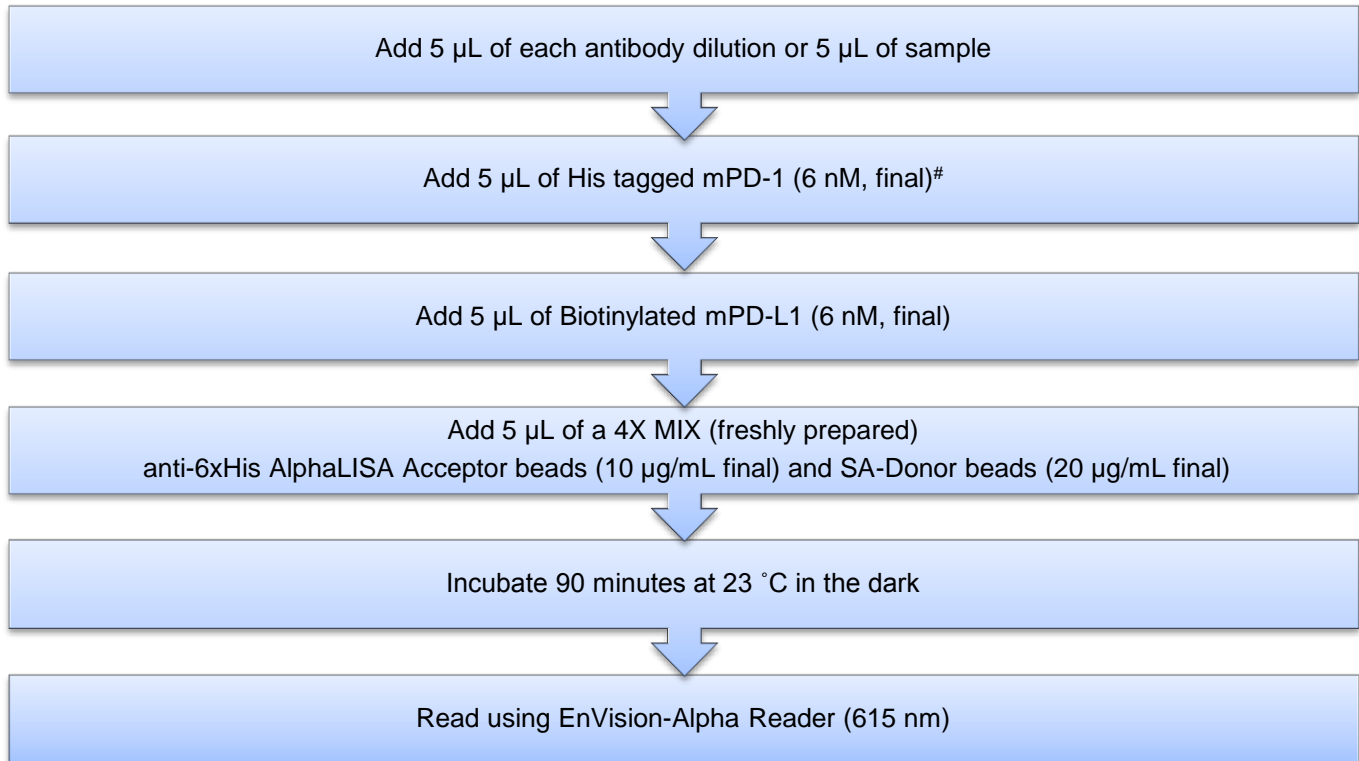 Add 5 µL of each antibody dilution or 5 µL of sample
Add 5 µL of His tagged mPD-1 (6 nM, final)#
Add 5 µL of Biotinylated mPD-L1 (6 nM, final)
Add 5 µL of a 4X MIX (freshly prepared)
anti-6xHis AlphaLISA Acceptor beads (10 µg/mL final) and SA-Donor beads (20 µg/mL final)
Incubate 90 minutes at 23 ˚C in the dark
Read using EnVision-Alpha Reader (615 nm)